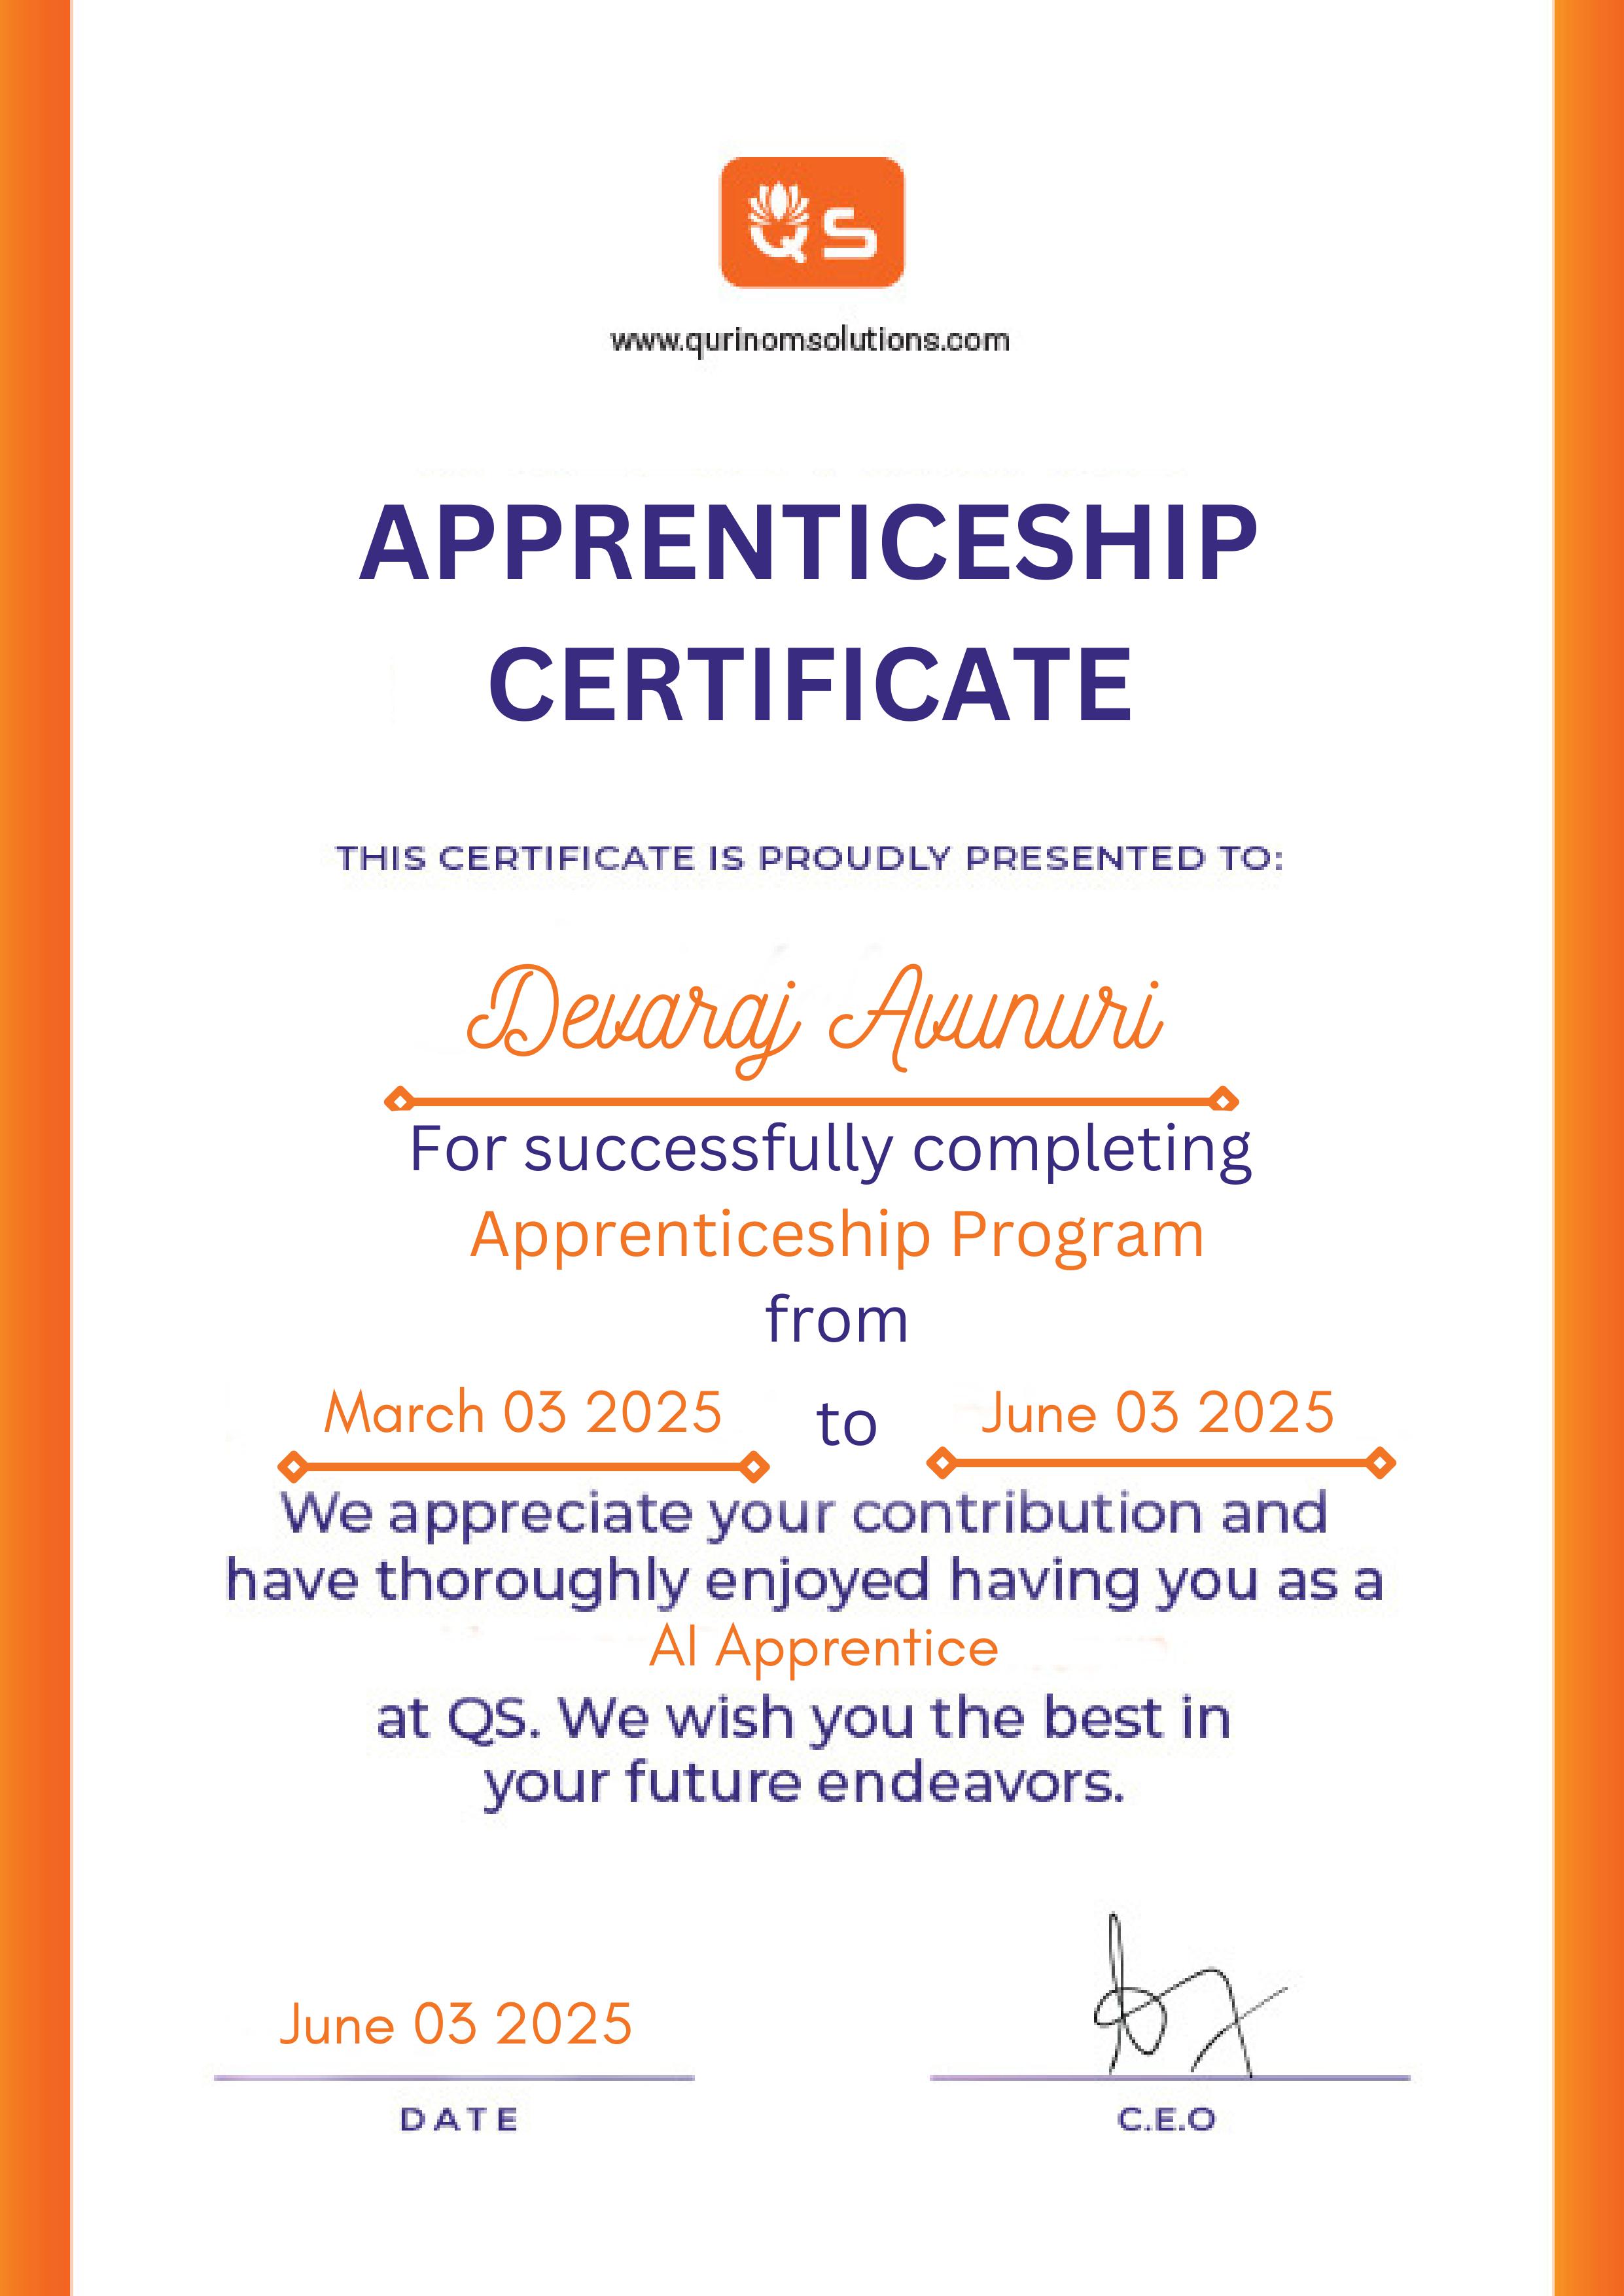 QS
www.qurinomsolutions.com
APPRENTICESHIP
CERTIFICATE
THIS CERTIFICATE IS PROUDLY PRESENTED TO:
Devaraj Avunuri
For successfully completing
Apprenticeship Program
from
March 03 2025 to June 03 2025
We appreciate your contribution and
have thoroughly enjoyed having you as a
AI Apprentice
at QS. We wish you the best in
your future endeavors.
June 03 2025
DATE
C.E.O